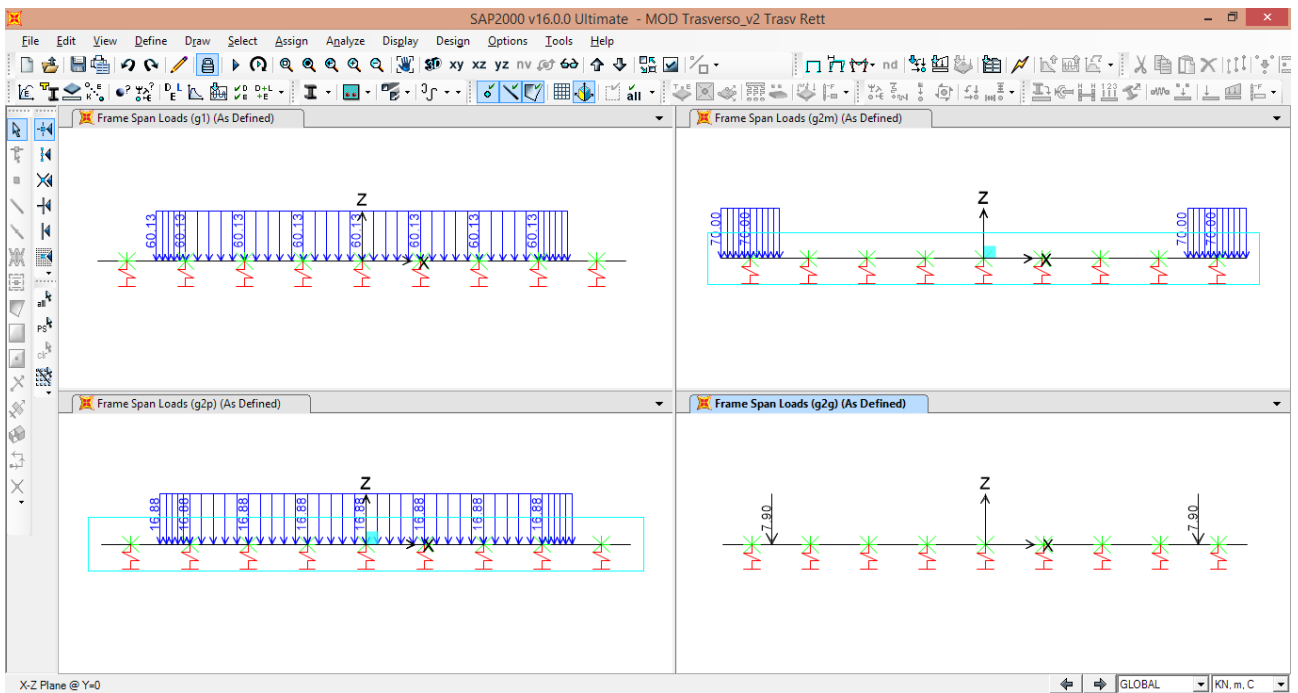 SAP2000 v16.0.0 Ultimate - MOD Trasverso_v2 Trasv Rett
File Edit View Define Draw Select Assign Analyze Display Design Options Tools Help
xy xz yz nv nd
all
Frame Span Loads (g1) (As Defined)
Z
60.13 60.13 60.13 60.13 60.13 60.13 60.13
X
Frame Span Loads (g2m) (As Defined)
Z
70.00 70.00 70.00 70.00
X
all
PS
clr
Frame Span Loads (g2p) (As Defined)
Z
16.88 16.88 16.88 16.88 16.88 16.88 16.88
X
Frame Span Loads (g2g) (As Defined)
Z
7.90 7.90
X
X-Z Plane @ Y=0
GLOBAL
KN, m, C